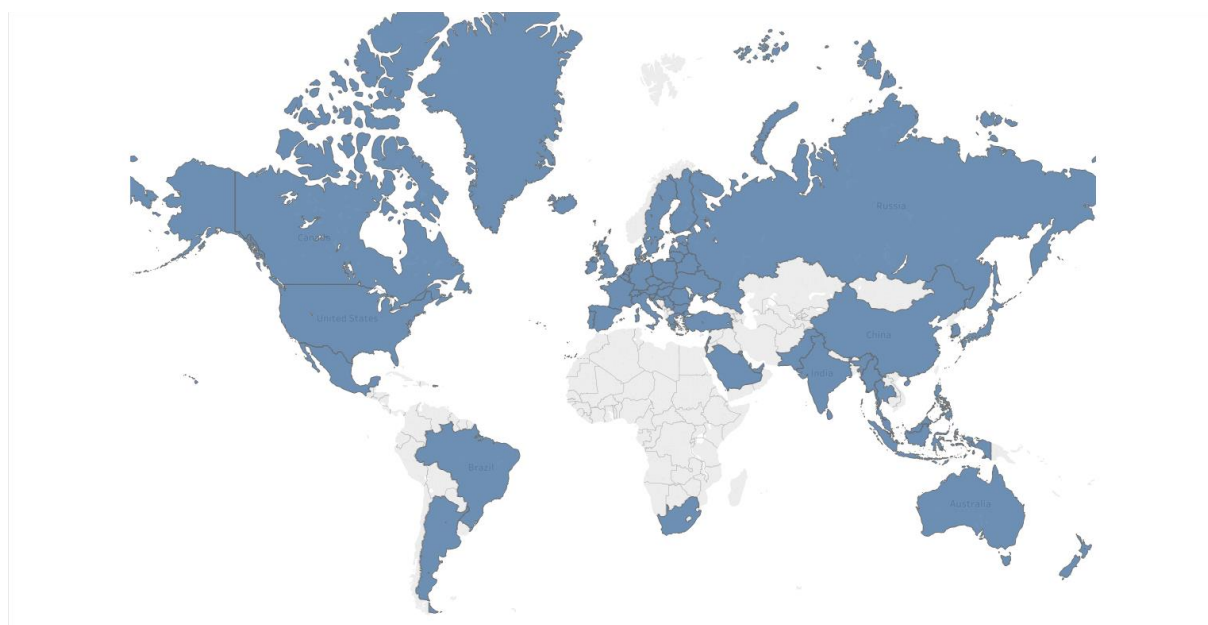 Russia
Canada
United States
China
India
Brazil
Australia